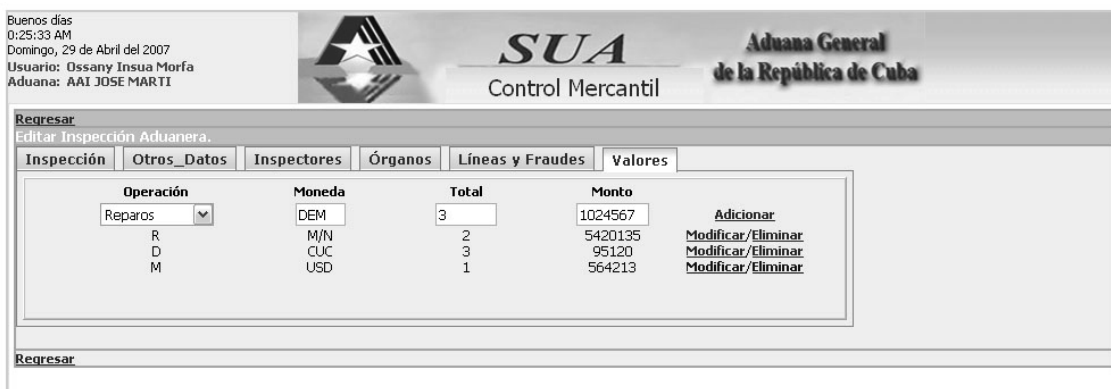 Buenos días
0:25:33 AM
Domingo, 29 de Abril del 2007
Usuario: Ossany Insua Morfa
Aduana: AAI JOSE MARTI
SUA
Control Mercantil
Aduana General
de la República de Cuba
Regresar
Editar Inspección Aduanera.
Inspección Otros_Datos Inspectores Órganos Líneas y Fraudes Valores
Operación Moneda Total Monto
Reparos DEM 3 1024567 Adicionar
R M/N 2 5420135 Modificar/Eliminar
D CUC 3 95120 Modificar/Eliminar
M USD 1 564213 Modificar/Eliminar
Regresar